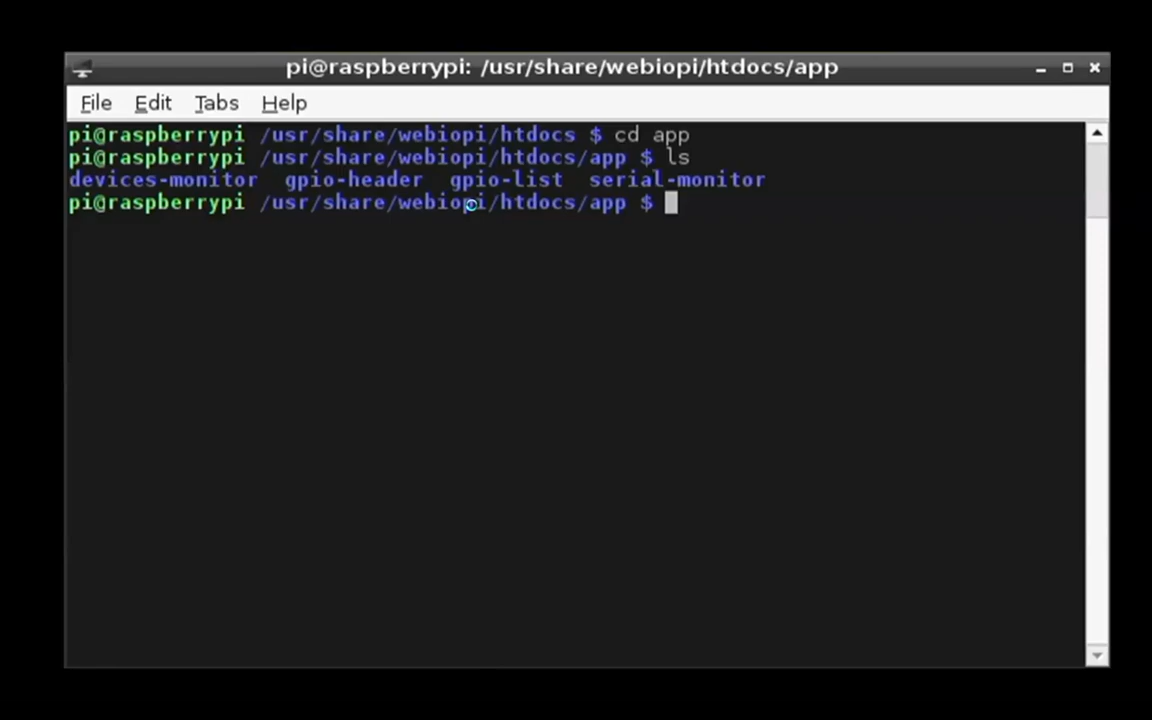 pi@raspberrypi: /usr/share/webiopi/htdocs/app
File Edit Tabs Help
pi@raspberrypi /usr/share/webiopi/htdocs $ cd app
pi@raspberrypi /usr/share/webiopi/htdocs/app $ ls
devices-monitor gpio-header gpio-list serial-monitor
pi@raspberrypi /usr/share/webiopi/htdocs/app $